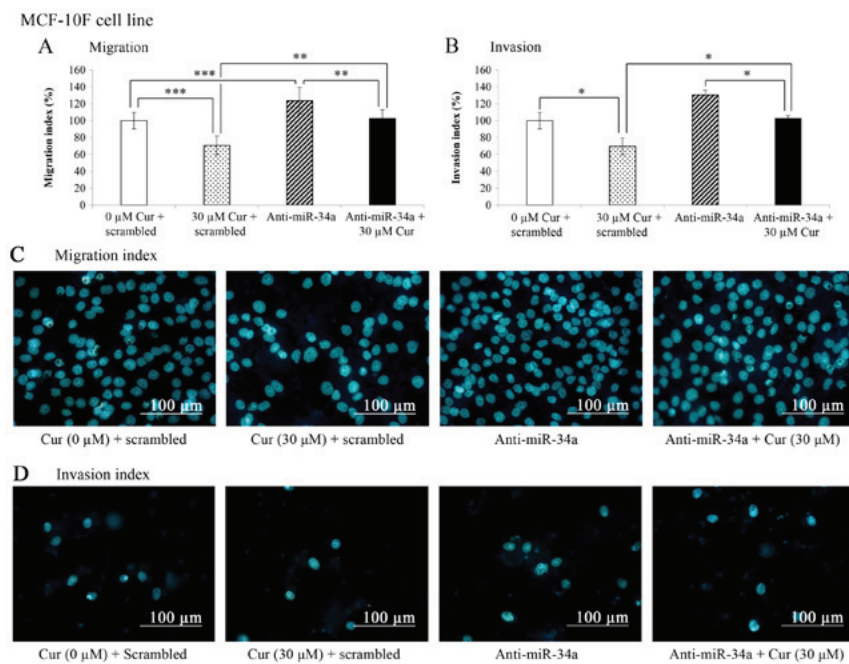 MCF-10F cell line
A Migration
Migration index (%)
160
140
120
100
80
60
40
20
0
***
***
**
**
0 µM Cur + scrambled
30 µM Cur + scrambled
Anti-miR-34a
Anti-miR-34a + 30 µM Cur
B Invasion
Invasion index (%)
160
140
120
100
80
60
40
20
0
*
*
*
0 µM Cur + scrambled
30 µM Cur + scrambled
Anti-miR-34a
Anti-miR-34a + 30 µM Cur
C Migration index
100 µm
100 µm
100 µm
100 µm
Cur (0 µM) + scrambled
Cur (30 µM) + scrambled
Anti-miR-34a
Anti-miR-34a + Cur (30 µM)
D Invasion index
100 µm
100 µm
100 µm
100 µm
Cur (0 µM) + Scrambled
Cur (30 µM) + scrambled
Anti-miR-34a
Anti-miR-34a + Cur (30 µM)